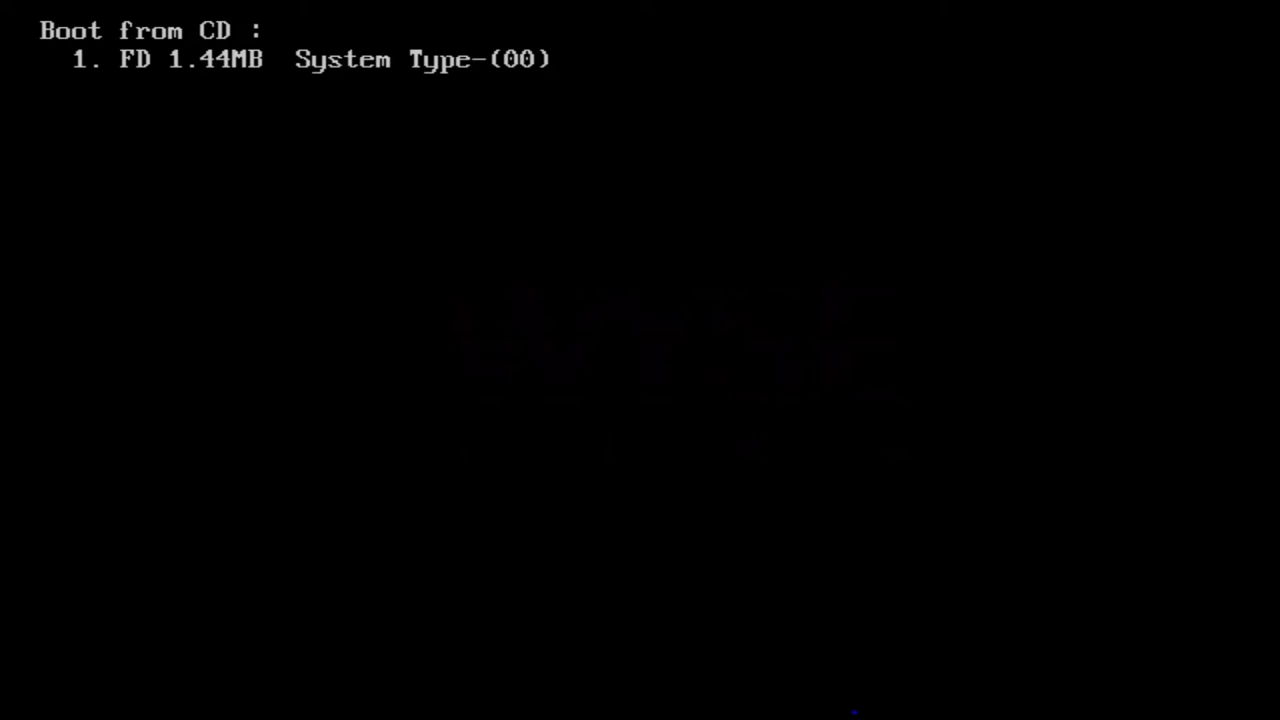 Boot from CD :
1. FD 1.44MB System Type-(00)